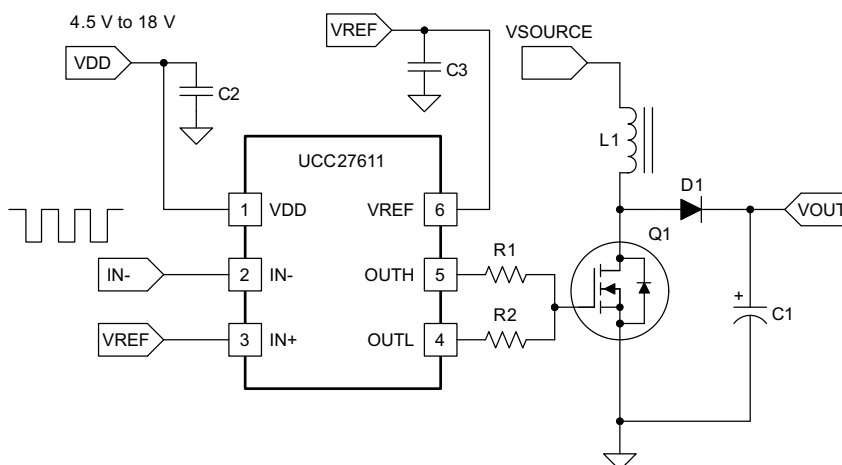 4.5 V to 18 V
VDD
C2
VREF
C3
VSOURCE
L1
UCC27611
1 VDD
VREF 6
D1
VOUT
Q1
IN-
2 IN-
OUTH 5
R1
+
C1
VREF
3 IN+
OUTL 4
R2